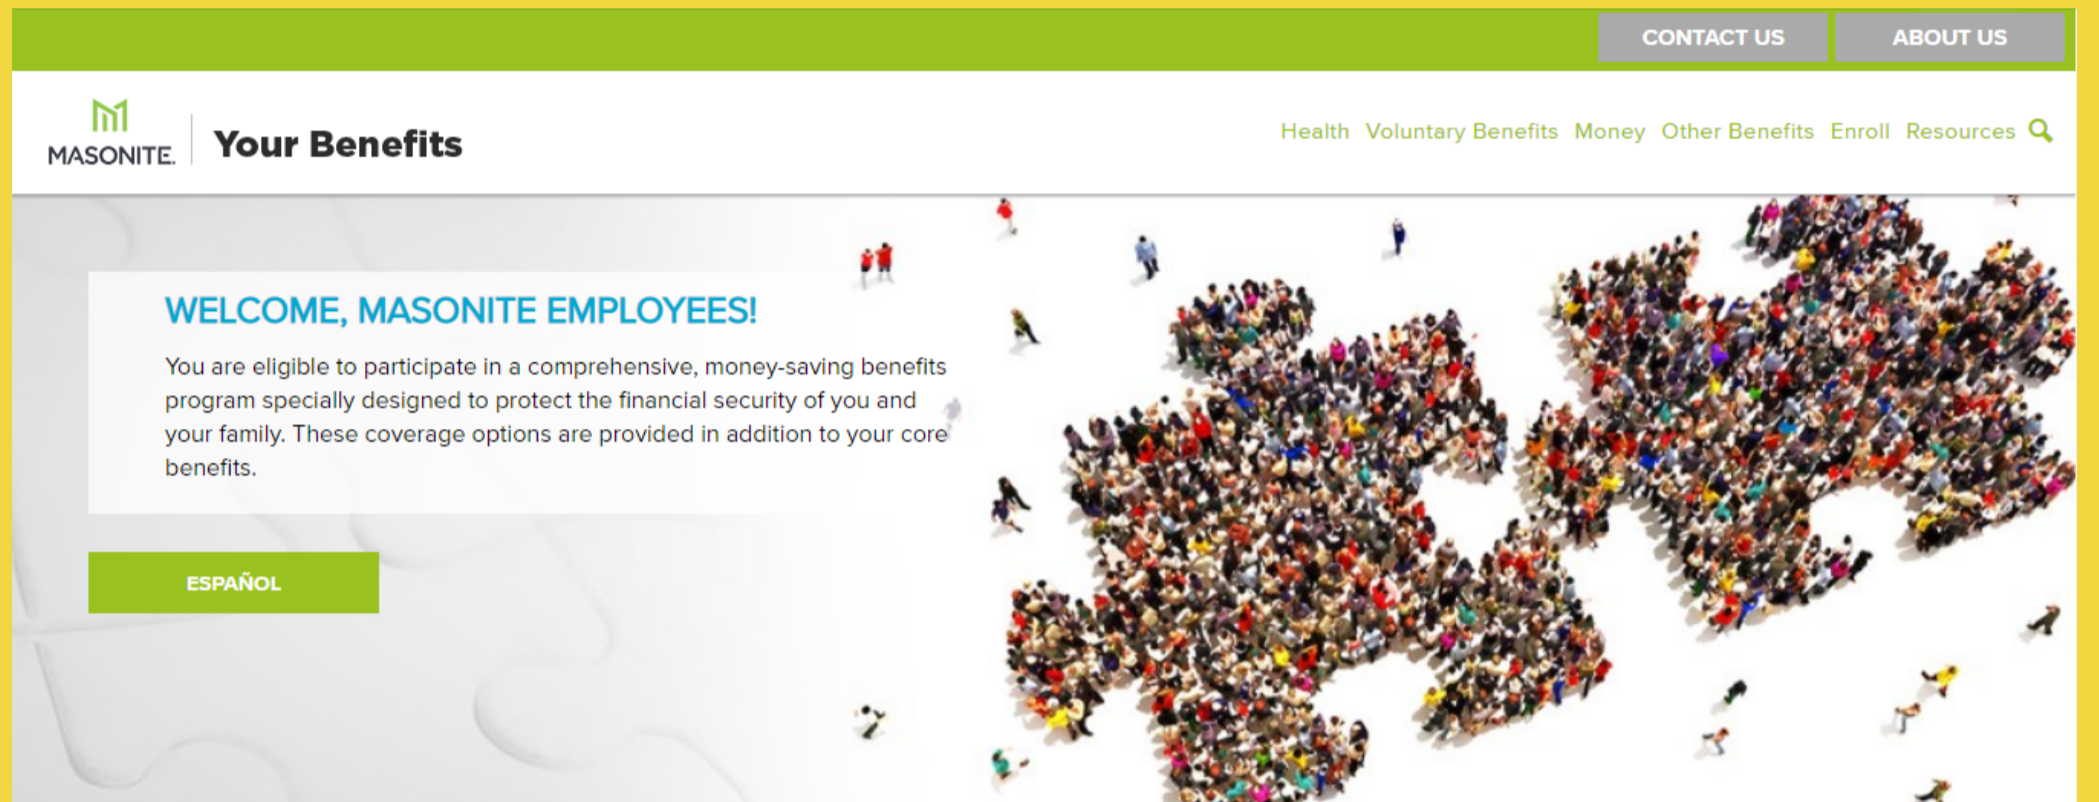 CONTACT US ABOUT US
MASONITE. Your Benefits
Health Voluntary Benefits Money Other Benefits Enroll Resources
WELCOME, MASONITE EMPLOYEES!
You are eligible to participate in a comprehensive, money-saving benefits
program specially designed to protect the financial security of you and
your family. These coverage options are provided in addition to your core
benefits.
ESPAÑOL